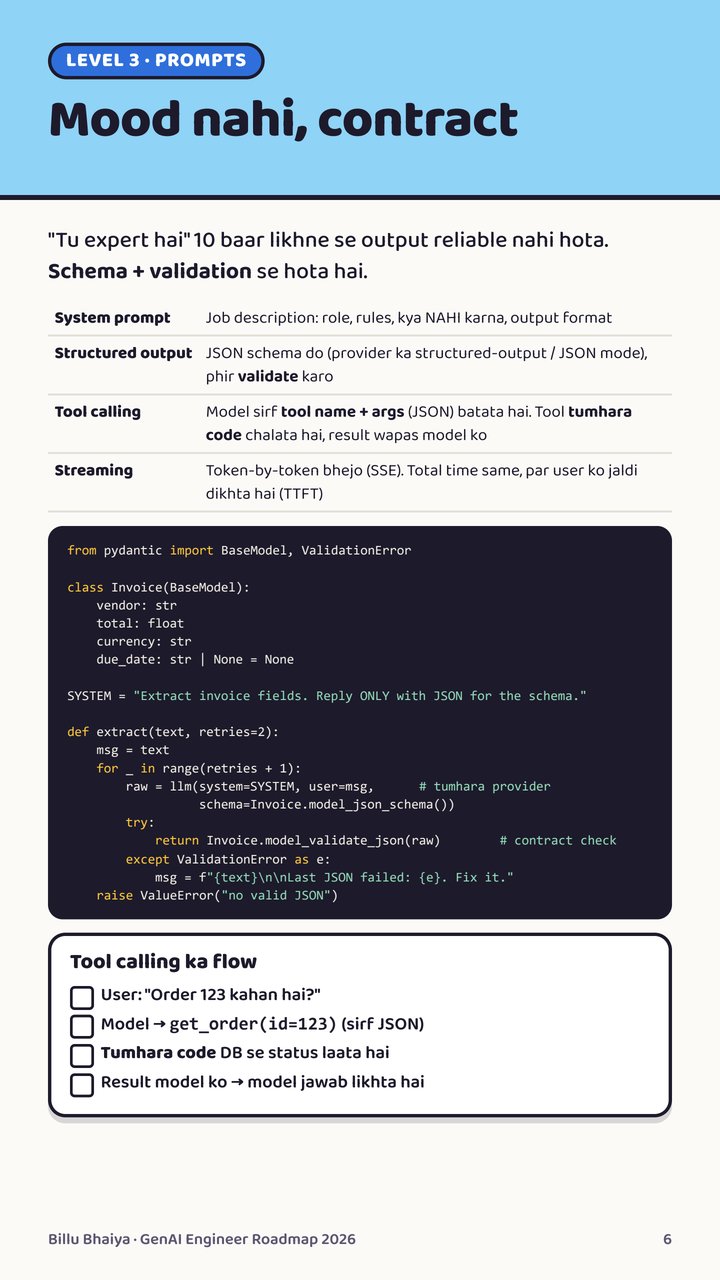 LEVEL 3 · PROMPTS
Mood nahi, contract
"Tu expert hai" 10 baar likhne se output reliable nahi hota.
Schema + validation se hota hai.
System prompt Job description: role, rules, kya NAHI karna, output format
Structured output JSON schema do (provider ka structured-output / JSON mode),
phir validate karo
Tool calling Model sirf tool name + args (JSON) batata hai. Tool tumhara
code chalata hai, result wapas model ko
Streaming Token-by-token bhejo (SSE). Total time same, par user ko jaldi
dikhta hai (TTFT)
from pydantic import BaseModel, ValidationError

class Invoice(BaseModel):
    vendor: str
    total: float
    currency: str
    due_date: str | None = None

SYSTEM = "Extract invoice fields. Reply ONLY with JSON for the schema."

def extract(text, retries=2):
    msg = text
    for _ in range(retries + 1):
        raw = llm(system=SYSTEM, user=msg,      # tumhara provider
                  schema=Invoice.model_json_schema())
        try:
            return Invoice.model_validate_json(raw)        # contract check
        except ValidationError as e:
            msg = f"{text}\n\nLast JSON failed: {e}. Fix it."
    raise ValueError("no valid JSON")
Tool calling ka flow
User: "Order 123 kahan hai?"
Model → get_order(id=123) (sirf JSON)
Tumhara code DB se status laata hai
Result model ko → model jawab likhta hai
Billu Bhaiya · GenAI Engineer Roadmap 2026 6